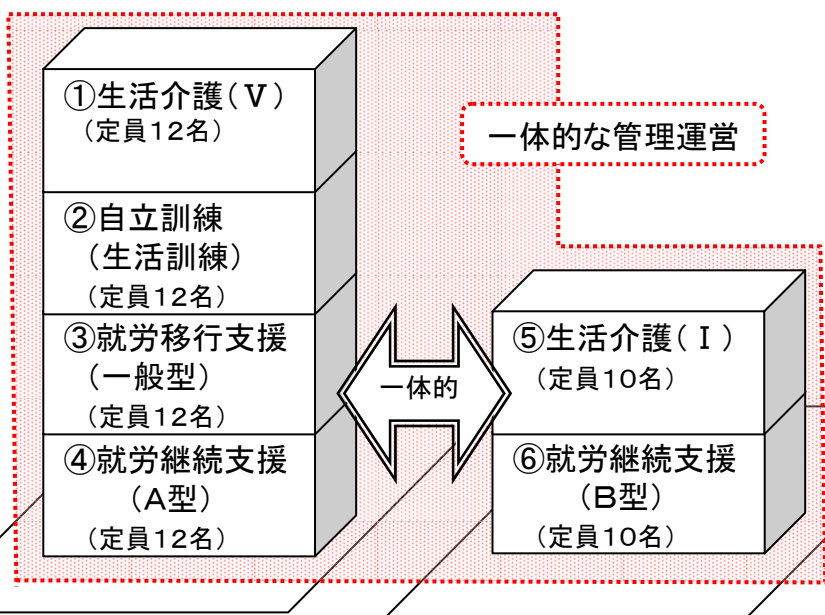 ①生活介護(Ⅴ)
(定員12名)
②自立訓練
(生活訓練)
(定員12名)
③就労移行支援
(一般型)
(定員12名)
④就労継続支援
(A型)
(定員12名)
一体的な管理運営
一体的
⑤生活介護(Ⅰ)
(定員10名)
⑥就労継続支援
(B型)
(定員10名)